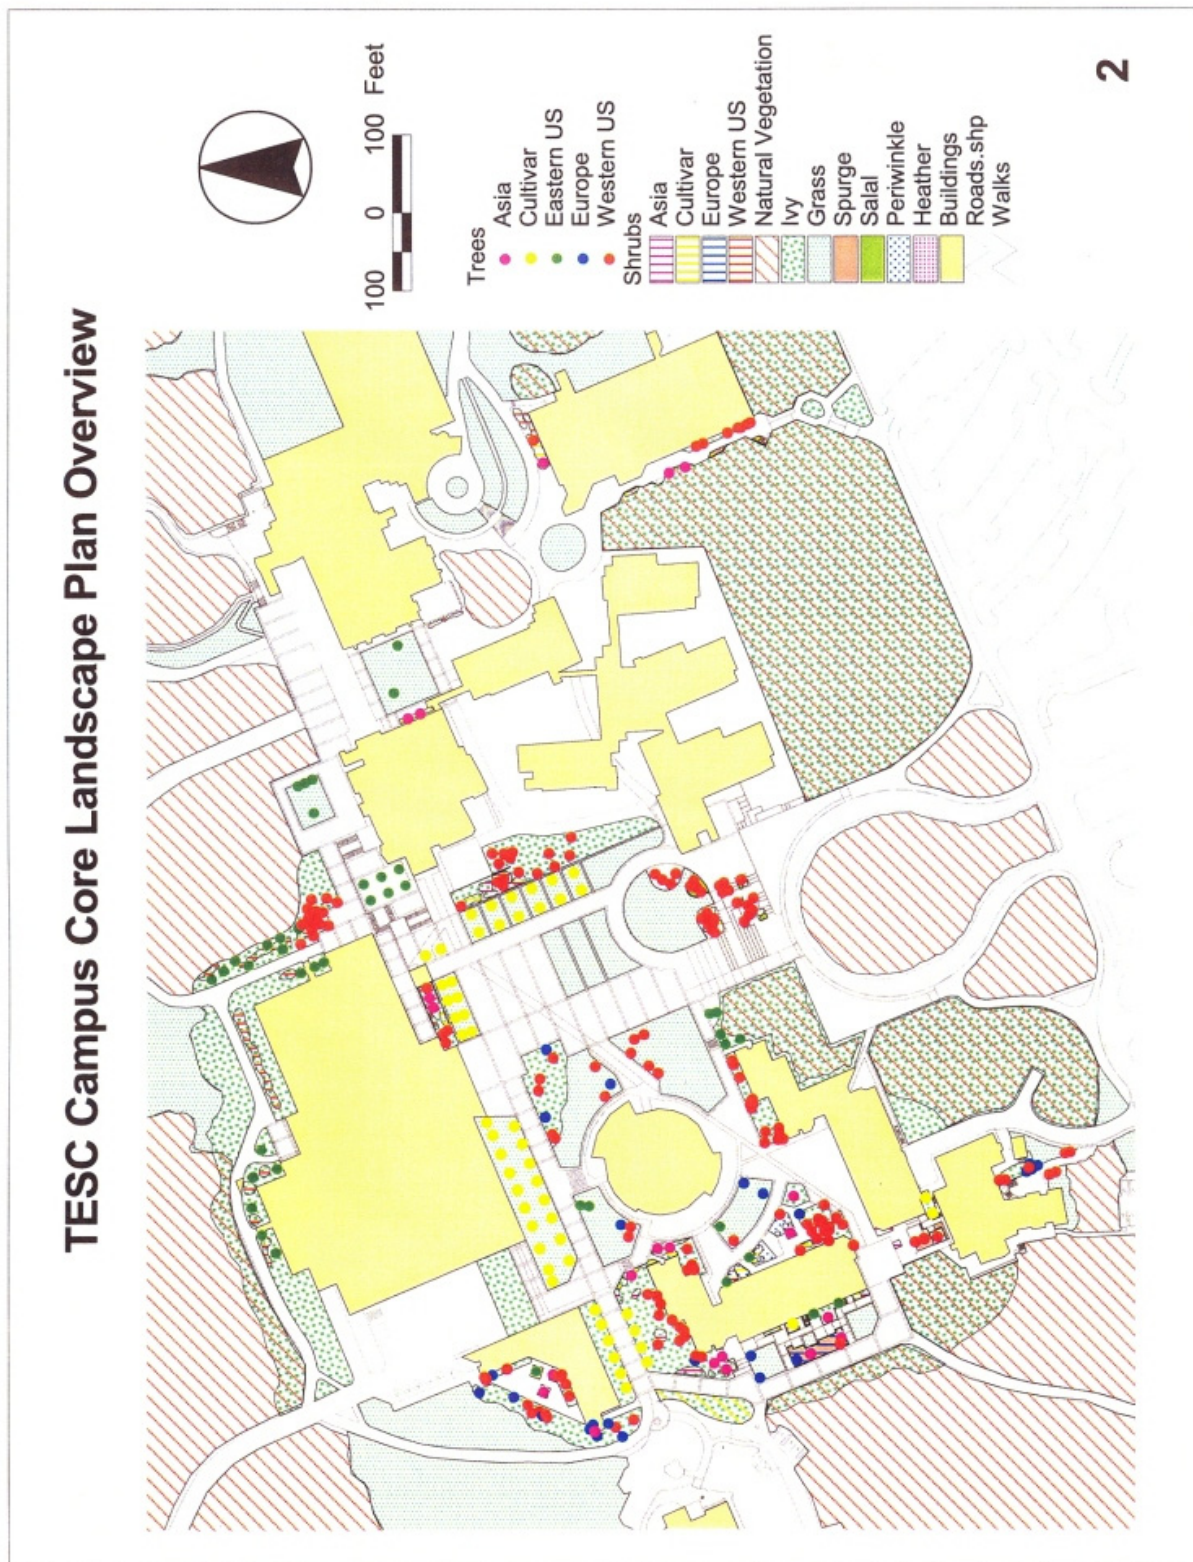 TESC Campus Core Landscape Plan Overview
100 0 100 Feet
Trees
Asia
Cultivar
Eastern US
Europe
Western US
Shrubs
Asia
Cultivar
Europe
Western US
Natural Vegetation
Ivy
Grass
Spurge
Salal
Periwinkle
Heather
Buildings
Roads.shp
Walks
2